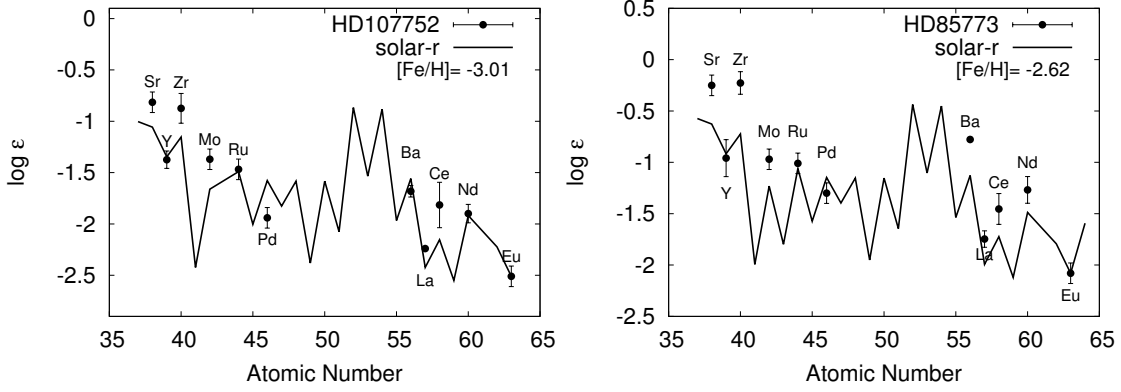 HD107752
solar-r
[Fe/H]= -3.01
0
-0.5
-1
-1.5
-2
-2.5
log ε
Sr
Zr
Y
Mo
Ru
Pd
Ba
La
Ce
Nd
Eu
35 40 45 50 55 60 65
Atomic Number
HD85773
solar-r
[Fe/H]= -2.62
0.5
0
-0.5
-1
-1.5
-2
-2.5
log ε
Sr
Zr
Y
Mo
Ru
Pd
Ba
La
Ce
Nd
Eu
35 40 45 50 55 60 65
Atomic Number